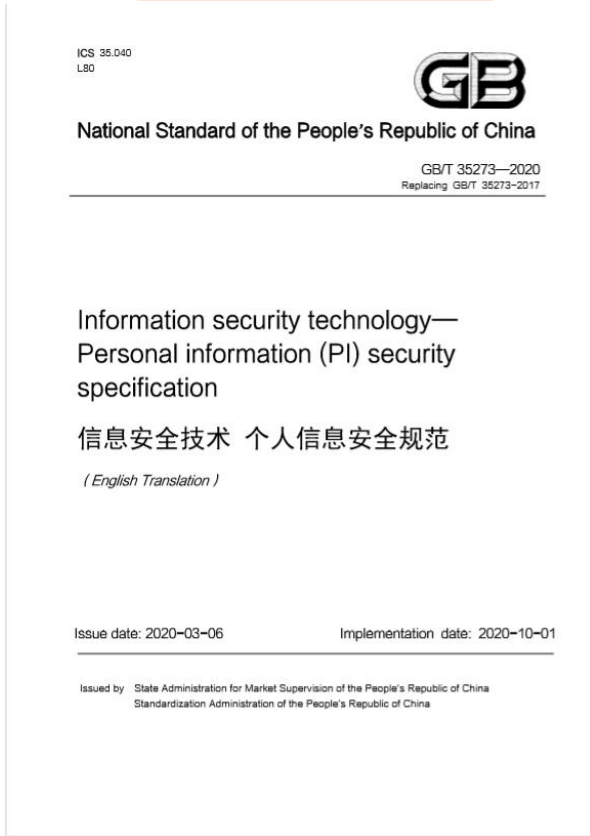 ICS 35.040
L80
GB
National Standard of the People's Republic of China
GB/T 35273—2020
Replacing GB/T 35273-2017
Information security technology—
Personal information (PI) security
specification
信息安全技术 个人信息安全规范
(English Translation)
Issue date: 2020-03-06 Implementation date: 2020-10-01
Issued by State Administration for Market Supervision of the People's Republic of China
Standardization Administration of the People's Republic of China